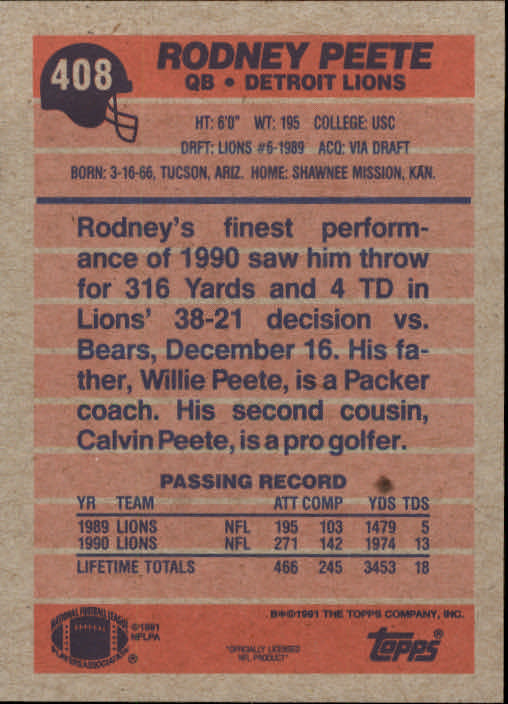 408
RODNEY PEETE
QB • DETROIT LIONS
HT: 6'0" WT: 195 COLLEGE: USC
DRFT: LIONS #6-1989 ACQ: VIA DRAFT
BORN: 3-16-66, TUCSON, ARIZ. HOME: SHAWNEE MISSION, KAN.
Rodney's finest perform-
ance of 1990 saw him throw
for 316 Yards and 4 TD in
Lions' 38-21 decision vs.
Bears, December 16. His fa-
ther, Willie Peete, is a Packer
coach. His second cousin,
Calvin Peete, is a pro golfer.
PASSING RECORD
YR TEAM ATT COMP YDS TDS
1989 LIONS NFL 195 103 1479 5
1990 LIONS NFL 271 142 1974 13
LIFETIME TOTALS 466 245 3453 18
NATIONAL FOOTBALL LEAGUE
PLAYERS ASSOCIATION
®
©1991
NFLPA
B✻©1991 THE TOPPS COMPANY, INC.
"OFFICIALLY LICENSED
NFL PRODUCT"
topps®